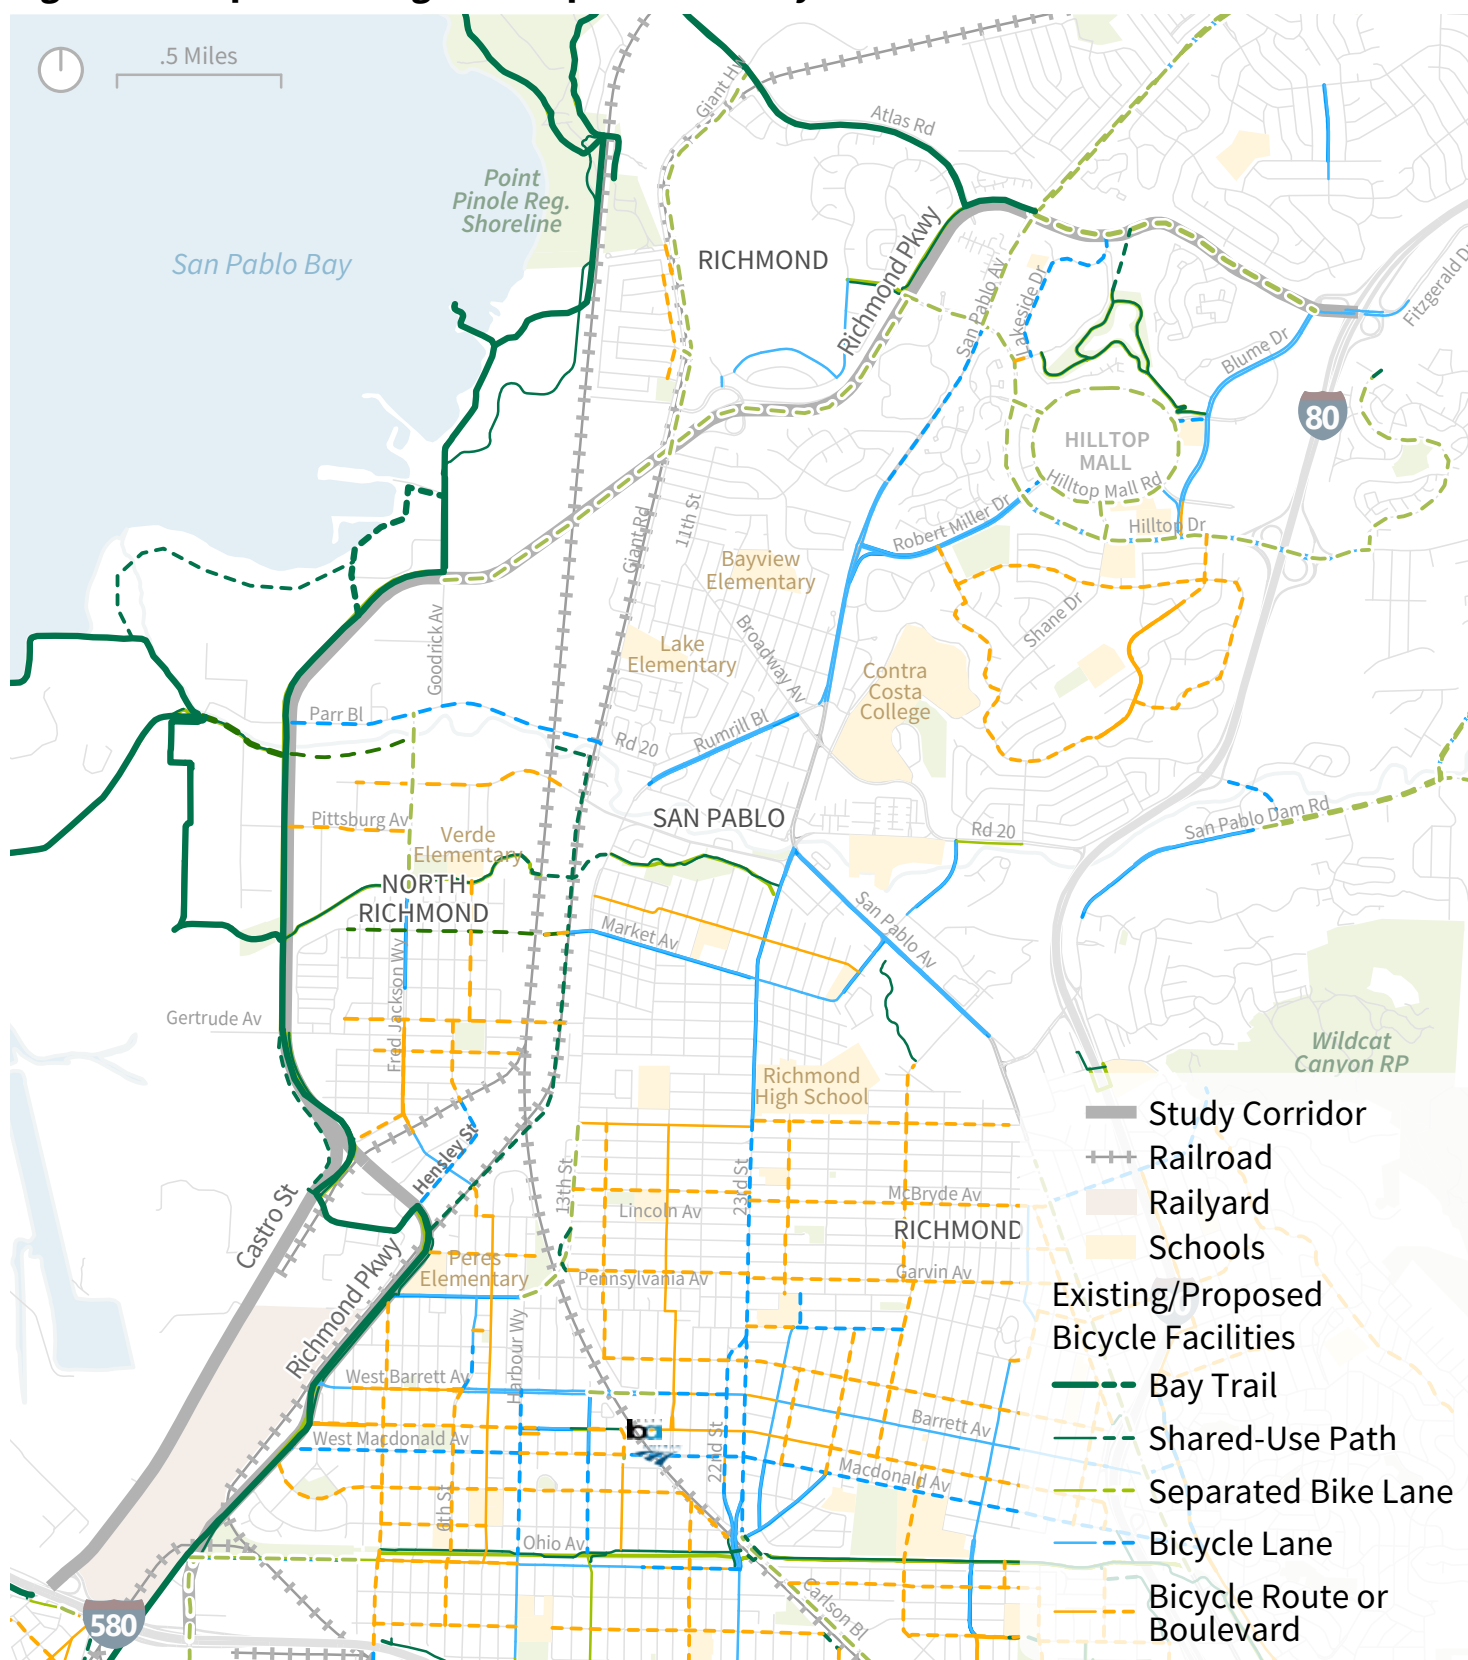 .5 Miles
Giant Hw
Atlas Rd
Point
Pinole Reg.
Shoreline
San Pablo Bay
RICHMOND
Richmond Pkwy
San Pablo Av
Lakeside Dr
Fitzgerald Dr
Blume Dr
80
HILLTOP
MALL
Hilltop Mall Rd
Hilltop Dr
Robert Miller Dr
11th St
Giant Rd
Bayview
Elementary
Shane Dr
Goodrick Av
Lake
Elementary
Broadway Av
Contra
Costa
College
Parr Bl
Rd 20
Rumrill Bl
Pittsburg Av
Verde
Elementary
SAN PABLO
Rd 20
San Pablo Dam Rd
NORTH
RICHMOND
Market Av
San Pablo Av
Fred Jackson Wy
Gertrude Av
Wildcat
Canyon RP
Richmond
High School
Hensley St
13th St
23rd St
McBryde Av
Lincoln Av
RICHMOND
Castro St
Richmond Pkwy
Peres
Elementary
Pennsylvania Av
Garvin Av
Harbour Wy
West Barrett Av
Barrett Av
West Macdonald Av
ba
22nd St
Macdonald Av
6th St
Ohio Av
Carlson Bl
580
Study Corridor
Railroad
Railyard
Schools
Existing/Proposed
Bicycle Facilities
Bay Trail
Shared-Use Path
Separated Bike Lane
Bicycle Lane
Bicycle Route or
Boulevard